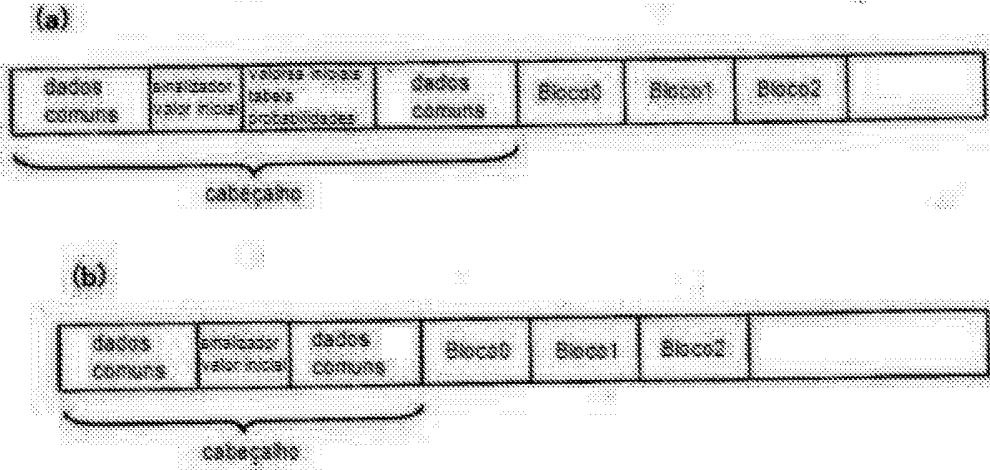 (a)
dados
comuns
sinalizador
valor inicial
valores iniciais
tabela
probabilidades
dados
comuns
Bloco0
Bloco1
Bloco2
cabeçalho
(b)
dados
comuns
sinalizador
valor inicial
dados
comuns
Bloco0
Bloco1
Bloco2
cabeçalho